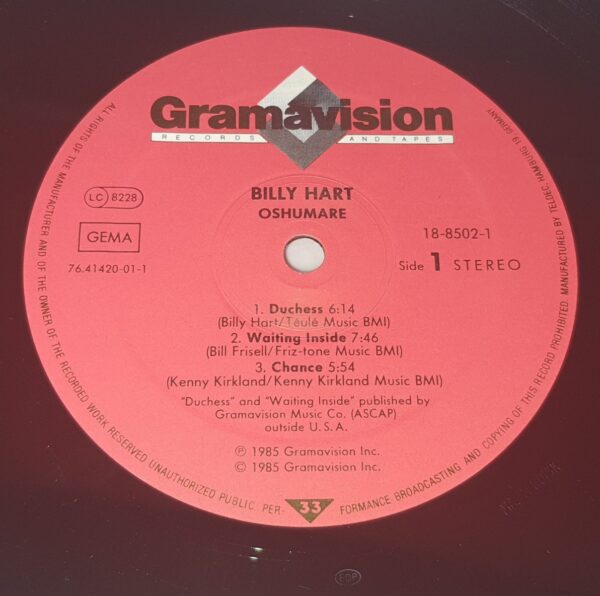 Gramavision
RECORDS AND TAPES
BILLY HART
OSHUMARE
LC 8228
GEMA
76.41420-01-1
18-8502-1
Side 1 STEREO
1. Duchess 6:14
(Billy Hart/Teulé Music BMI)
2. Waiting Inside 7:46
(Bill Frisell/Friz-tone Music BMI)
3. Chance 5:54
(Kenny Kirkland/Kenny Kirkland Music BMI)
"Duchess" and "Waiting Inside" published by
Gramavision Music Co. (ASCAP)
outside U.S.A.
℗ 1985 Gramavision Inc.
© 1985 Gramavision Inc.
33
ALL RIGHTS OF THE MANUFACTURER AND OF THE OWNER OF THE RECORDED WORK RESERVED UNAUTHORIZED PUBLIC PER- FORMANCE BROADCASTING AND COPYING OF THIS RECORD PROHIBITED. MANUFACTURED BY TELDEC, HAMBURG 19 GERMANY